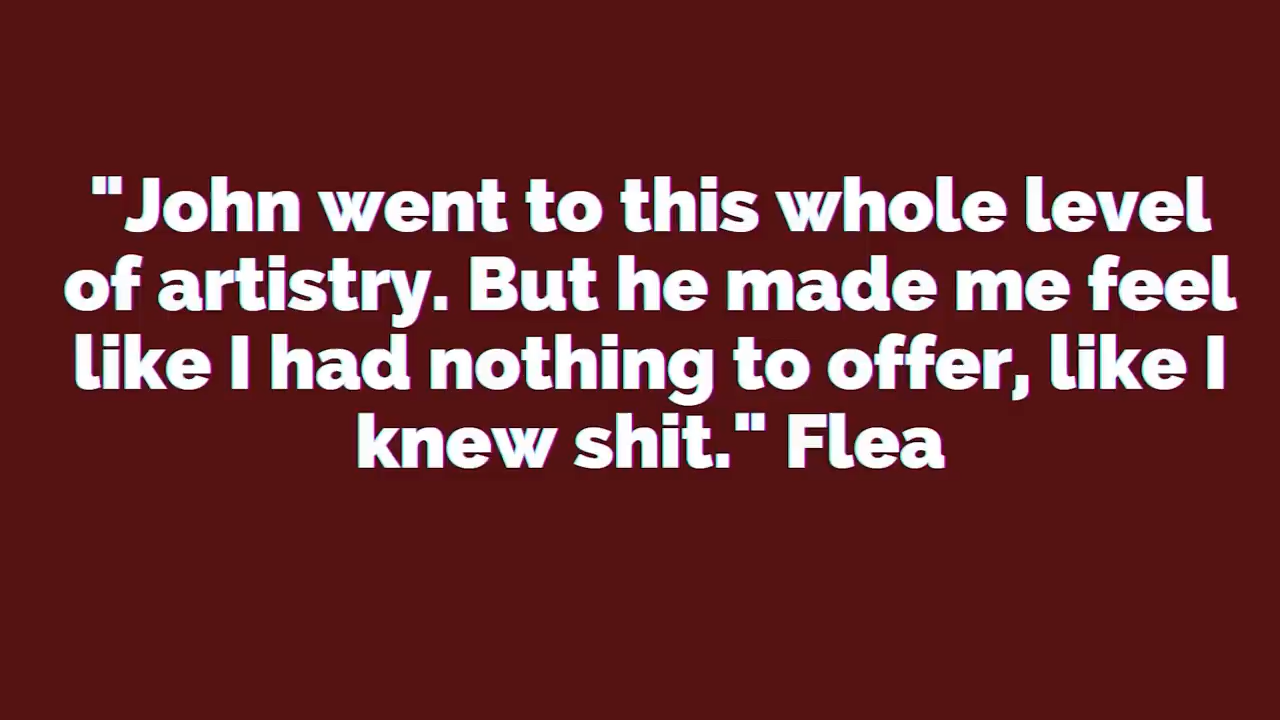 "John went to this whole level
of artistry. But he made me feel
like I had nothing to offer, like I
knew shit." Flea